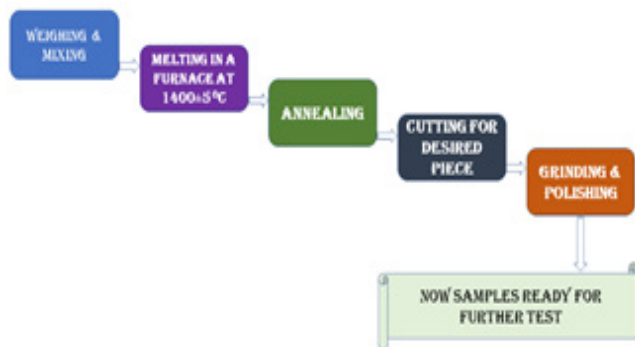 WEIGHING &
MIXING
MELTING IN A
FURNACE AT
1400±5⁰C
ANNEALING
CUTTING FOR
DESIRED
PIECE
GRINDING &
POLISHING
NOW SAMPLES READY FOR
FURTHER TEST